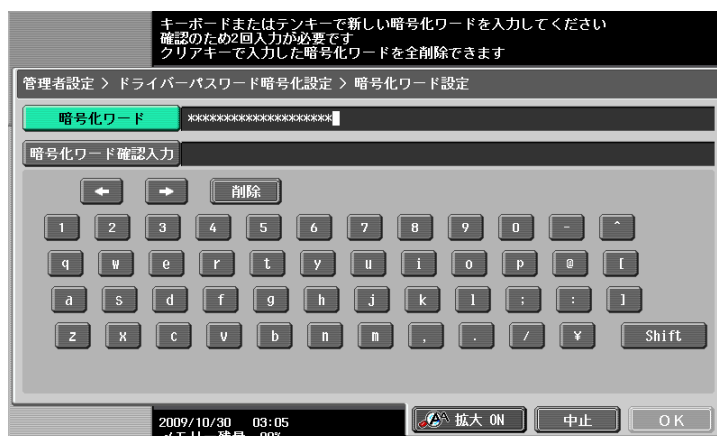 キーボードまたはテンキーで新しい暗号化ワードを入力してください
確認のため2回入力が必要です
クリアキーで入力した暗号化ワードを全削除できます
管理者設定 > ドライバーパスワード暗号化設定 > 暗号化ワード設定
暗号化ワード ********************
暗号化ワード確認入力
← → 削除
1 2 3 4 5 6 7 8 9 0 - ^
q w e r t y u i o p @ [
a s d f g h j k l ; : ]
z x c v b n m , . / ¥ Shift
拡大 ON 中止 OK
2009/10/30 03:05
メモリー残量 99%